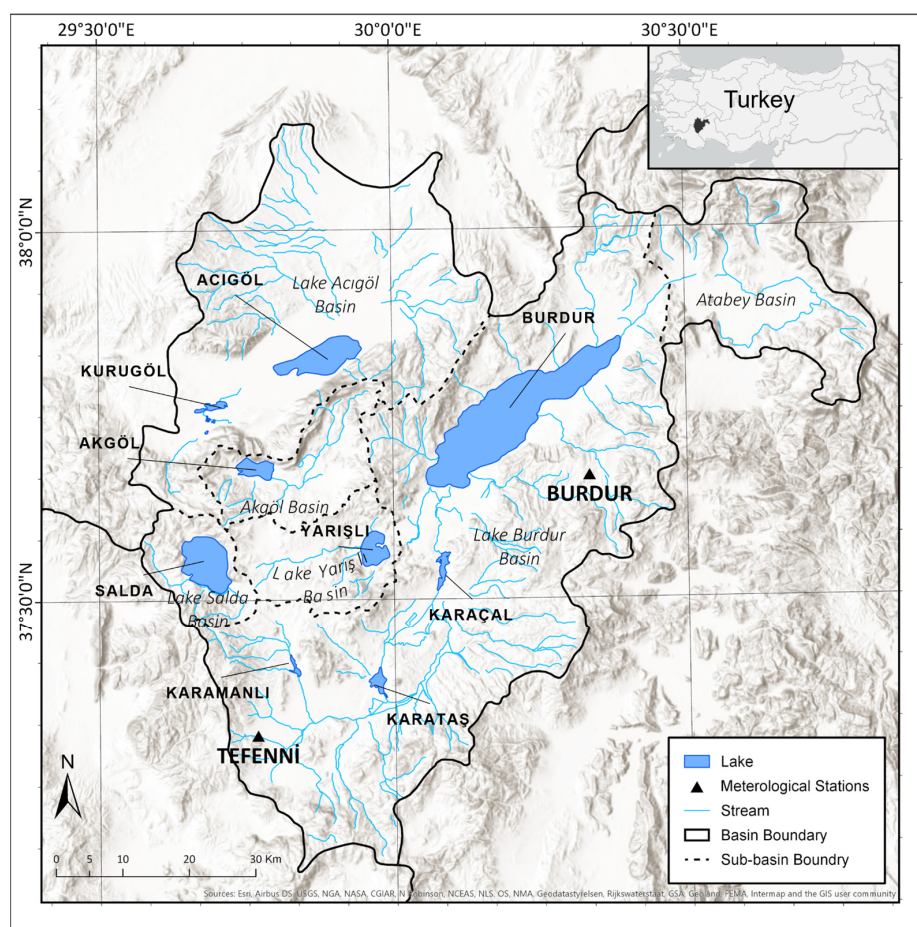 29°30'0"E
30°0'0"E
30°30'0"E
Turkey
38°0'0"N
37°30'0"N
ACIGÖL
Lake Acıgöl
Basin
Atabey Basin
BURDUR
KURUGÖL
AKGÖL
BURDUR
Akgöl Basin
YARIŞLI
Lake Burdur
Basin
Lake Yarışlı
Basin
SALDA
Lake Salda
Basin
KARAÇAL
KARAMANLI
KARATAŞ
TEFENNİ
N
0 5 10 20 30 Km
Lake
Meterological Stations
Stream
Basin Boundary
Sub-basin Boundry
Sources: Esri, Airbus DS, USGS, NGA, NASA, CGIAR, N Robinson, NCEAS, NLS, OS, NMA, Geodatastyrelsen, Rijkswaterstaat, GSA, Geoland, FEMA, Intermap and the GIS user community